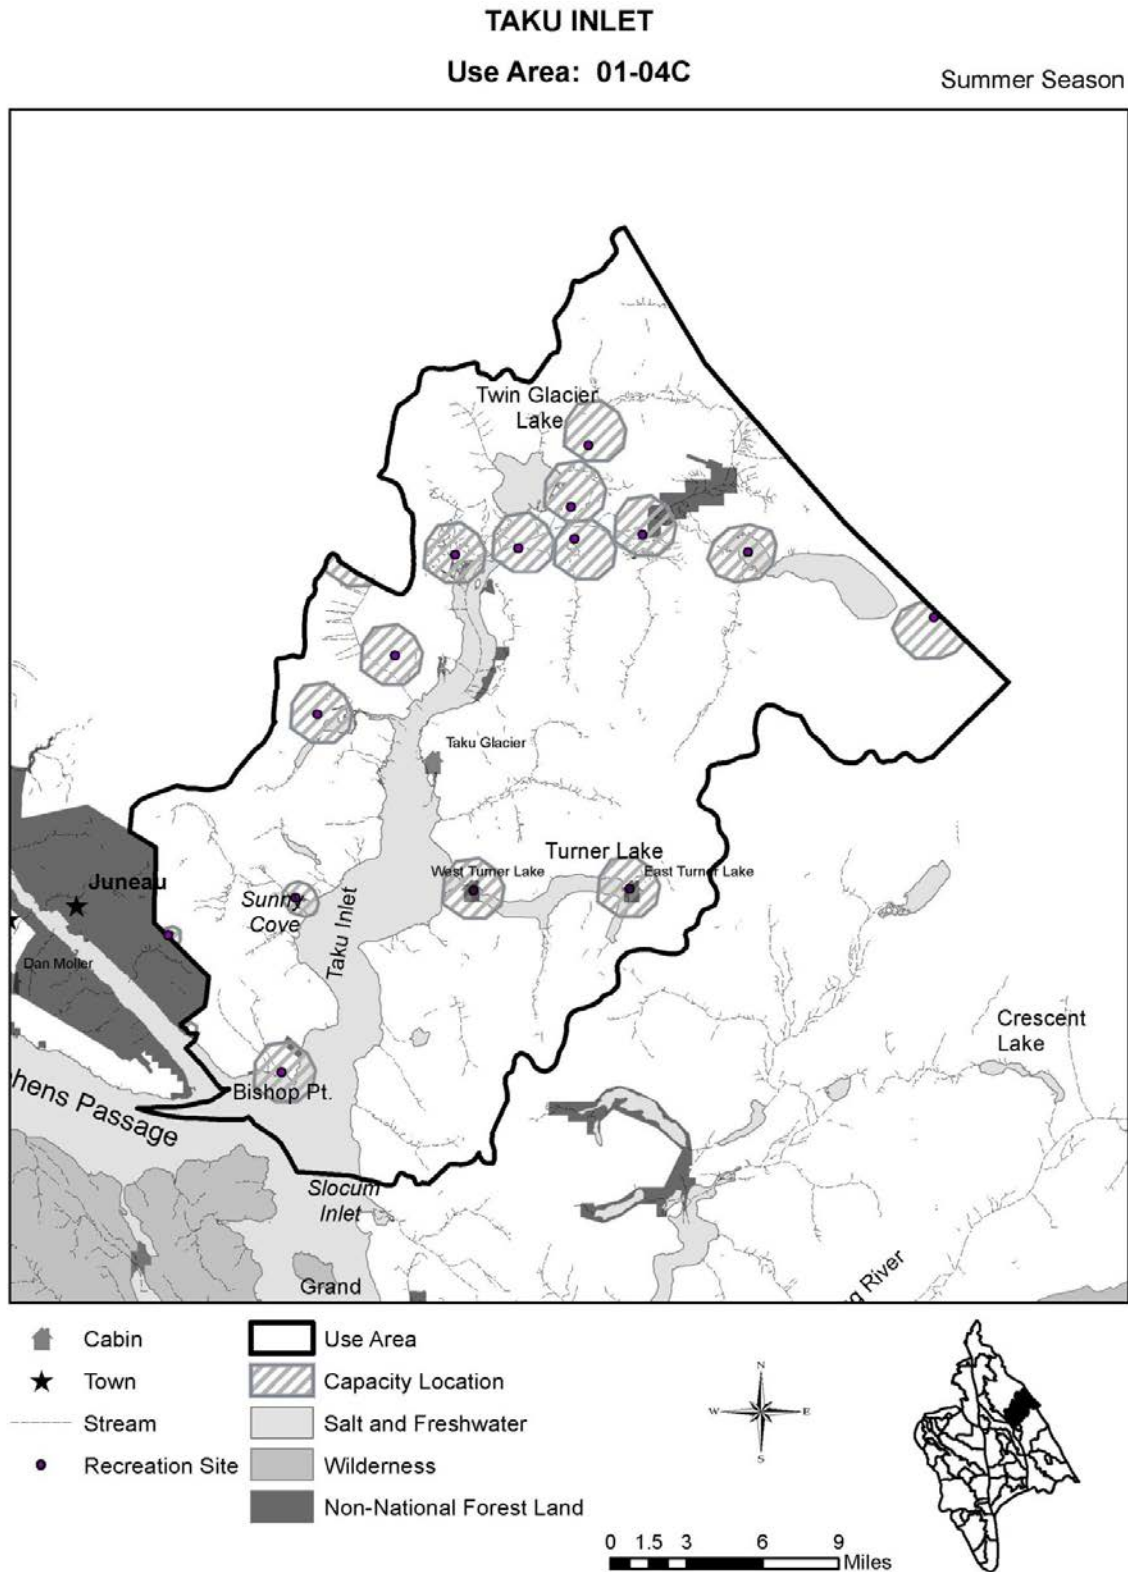 TAKU INLET
Use Area: 01-04C
Summer Season
Twin Glacier
Lake
Taku Glacier
Turner Lake
West Turner Lake
East Turner Lake
Juneau
Sunny
Cove
Taku Inlet
Dan Moller
Crescent
Lake
Bishop Pt.
hens Passage
Slocum
Inlet
Grand
g River
Cabin
Town
Stream
Recreation Site
Use Area
Capacity Location
Salt and Freshwater
Wilderness
Non-National Forest Land
N
W
E
S
0 1.5 3 6 9
Miles